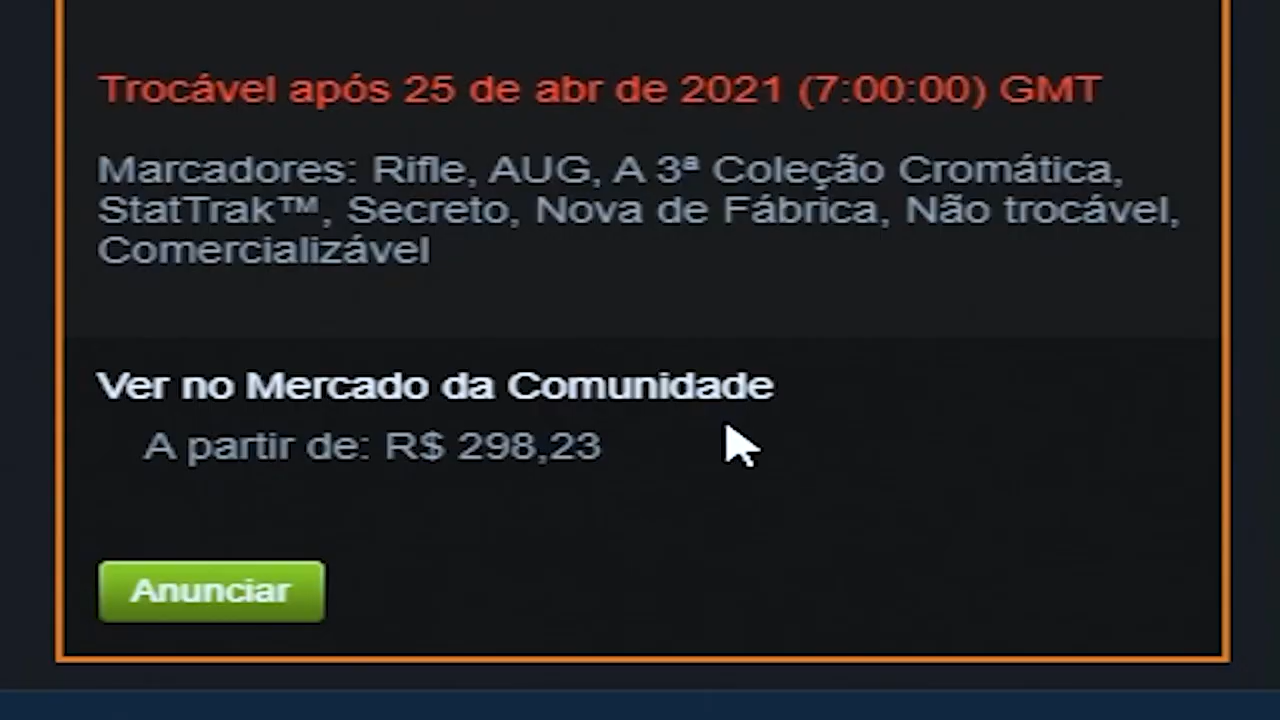 Trocável após 25 de abr de 2021 (7:00:00) GMT
Marcadores: Rifle, AUG, A 3ª Coleção Cromática,
StatTrak™, Secreto, Nova de Fábrica, Não trocável,
Comercializável
Ver no Mercado da Comunidade
A partir de: R$ 298,23
Anunciar